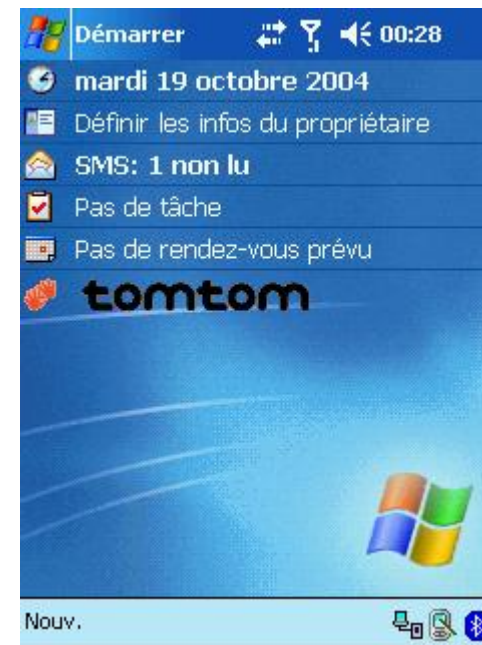 Démarrer 00:28
mardi 19 octobre 2004
Définir les infos du propriétaire
SMS: 1 non lu
Pas de tâche
Pas de rendez-vous prévu
tomtom
Nouv.